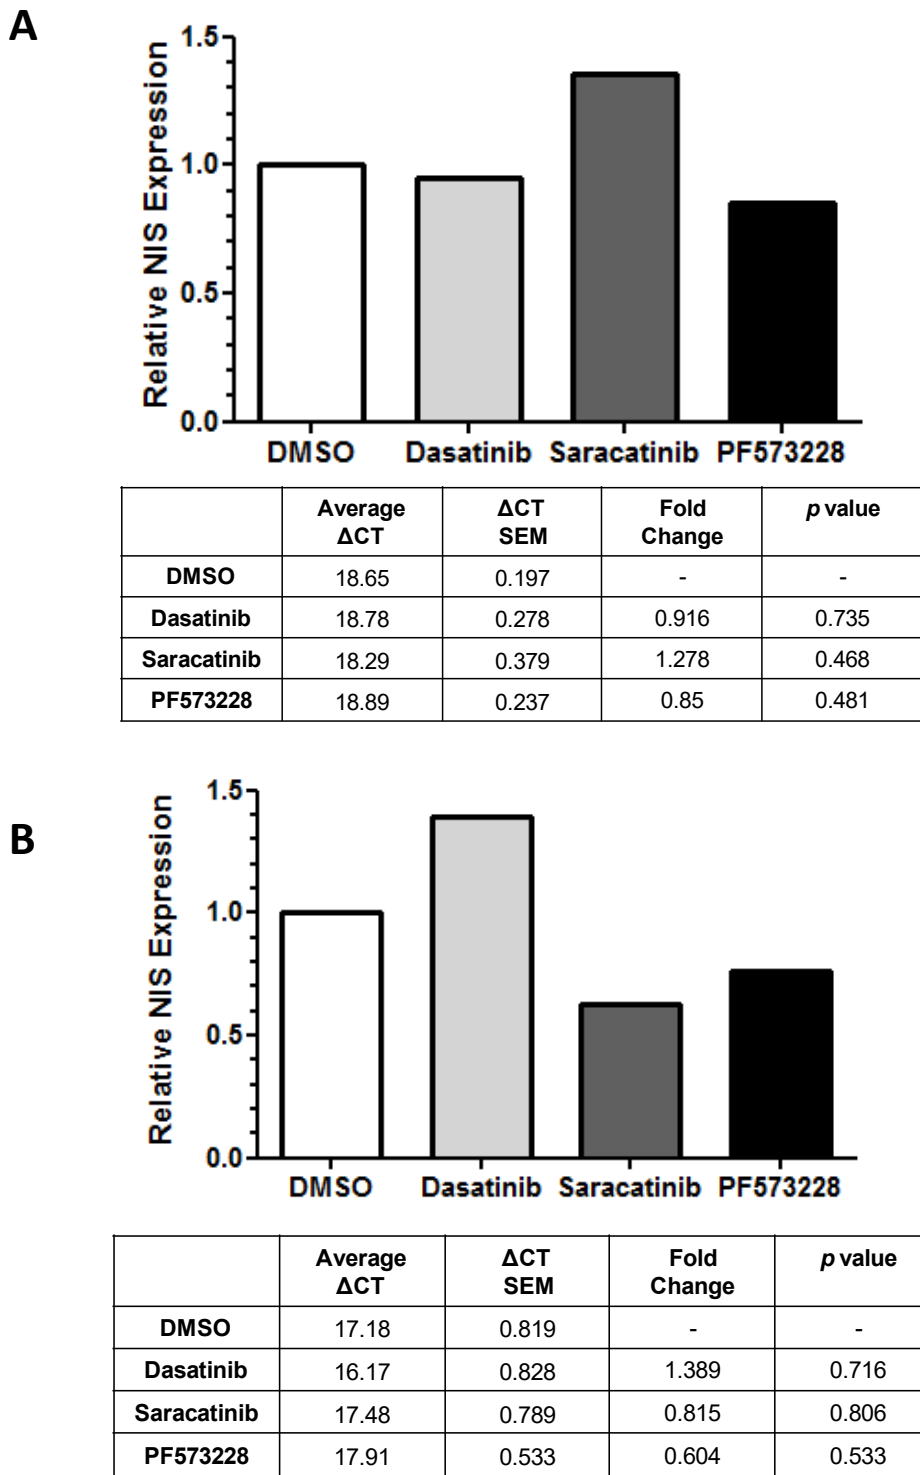 A
Relative NIS Expression
1.5
1.0
0.5
0.0
DMSO Dasatinib Saracatinib PF573228
Average ΔCT ΔCT SEM Fold Change p value
DMSO 18.65 0.197 - -
Dasatinib 18.78 0.278 0.916 0.735
Saracatinib 18.29 0.379 1.278 0.468
PF573228 18.89 0.237 0.85 0.481
B
Relative NIS Expression
1.5
1.0
0.5
0.0
DMSO Dasatinib Saracatinib PF573228
Average ΔCT ΔCT SEM Fold Change p value
DMSO 17.18 0.819 - -
Dasatinib 16.17 0.828 1.389 0.716
Saracatinib 17.48 0.789 0.815 0.806
PF573228 17.91 0.533 0.604 0.533